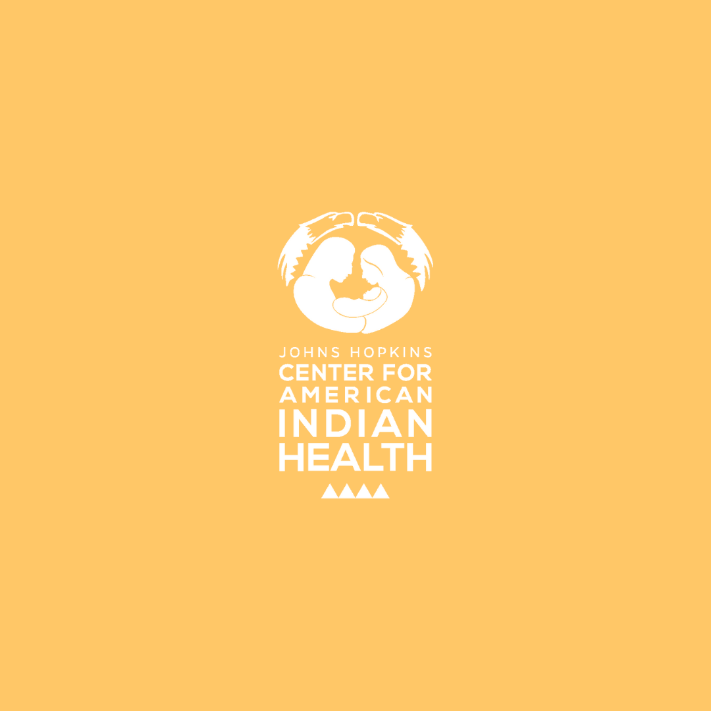 JOHNS HOPKINS
CENTER FOR
AMERICAN
INDIAN
HEALTH